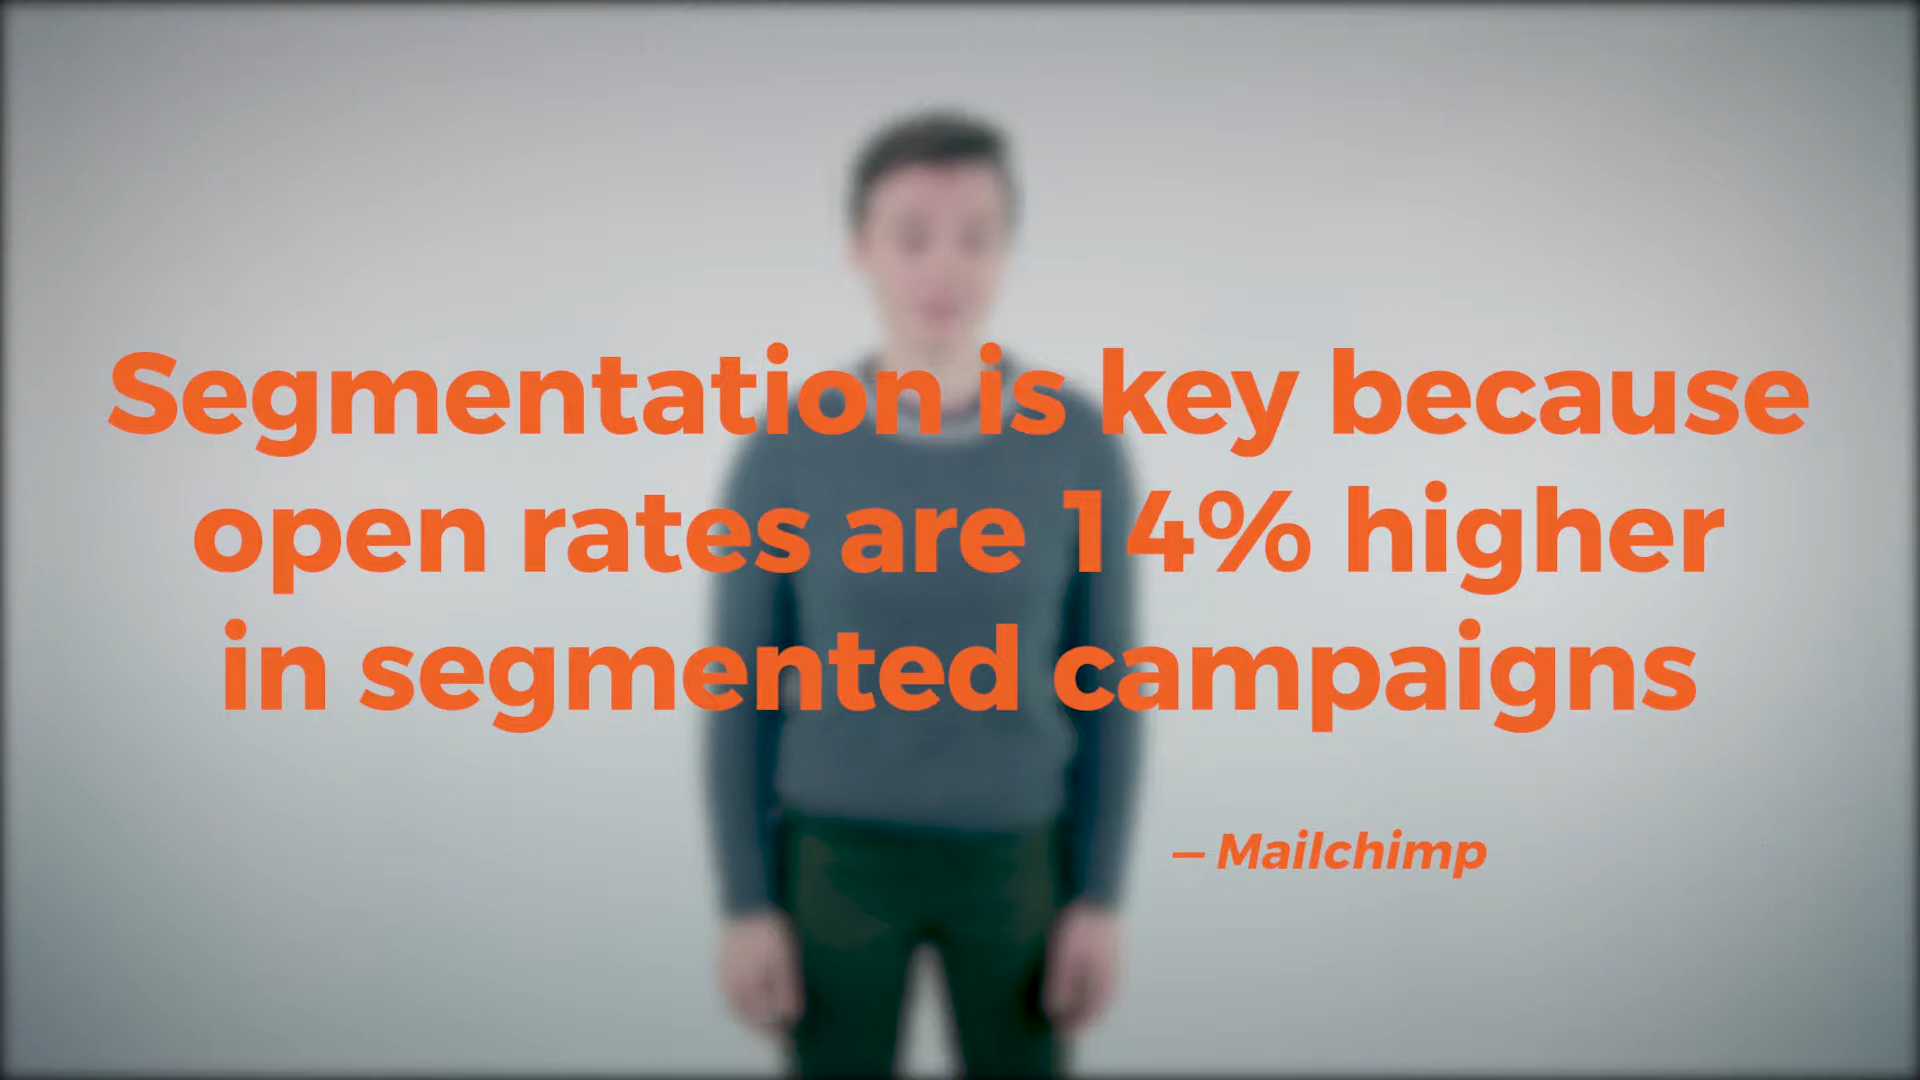 Segmentation is key because
open rates are 14% higher
in segmented campaigns
– Mailchimp